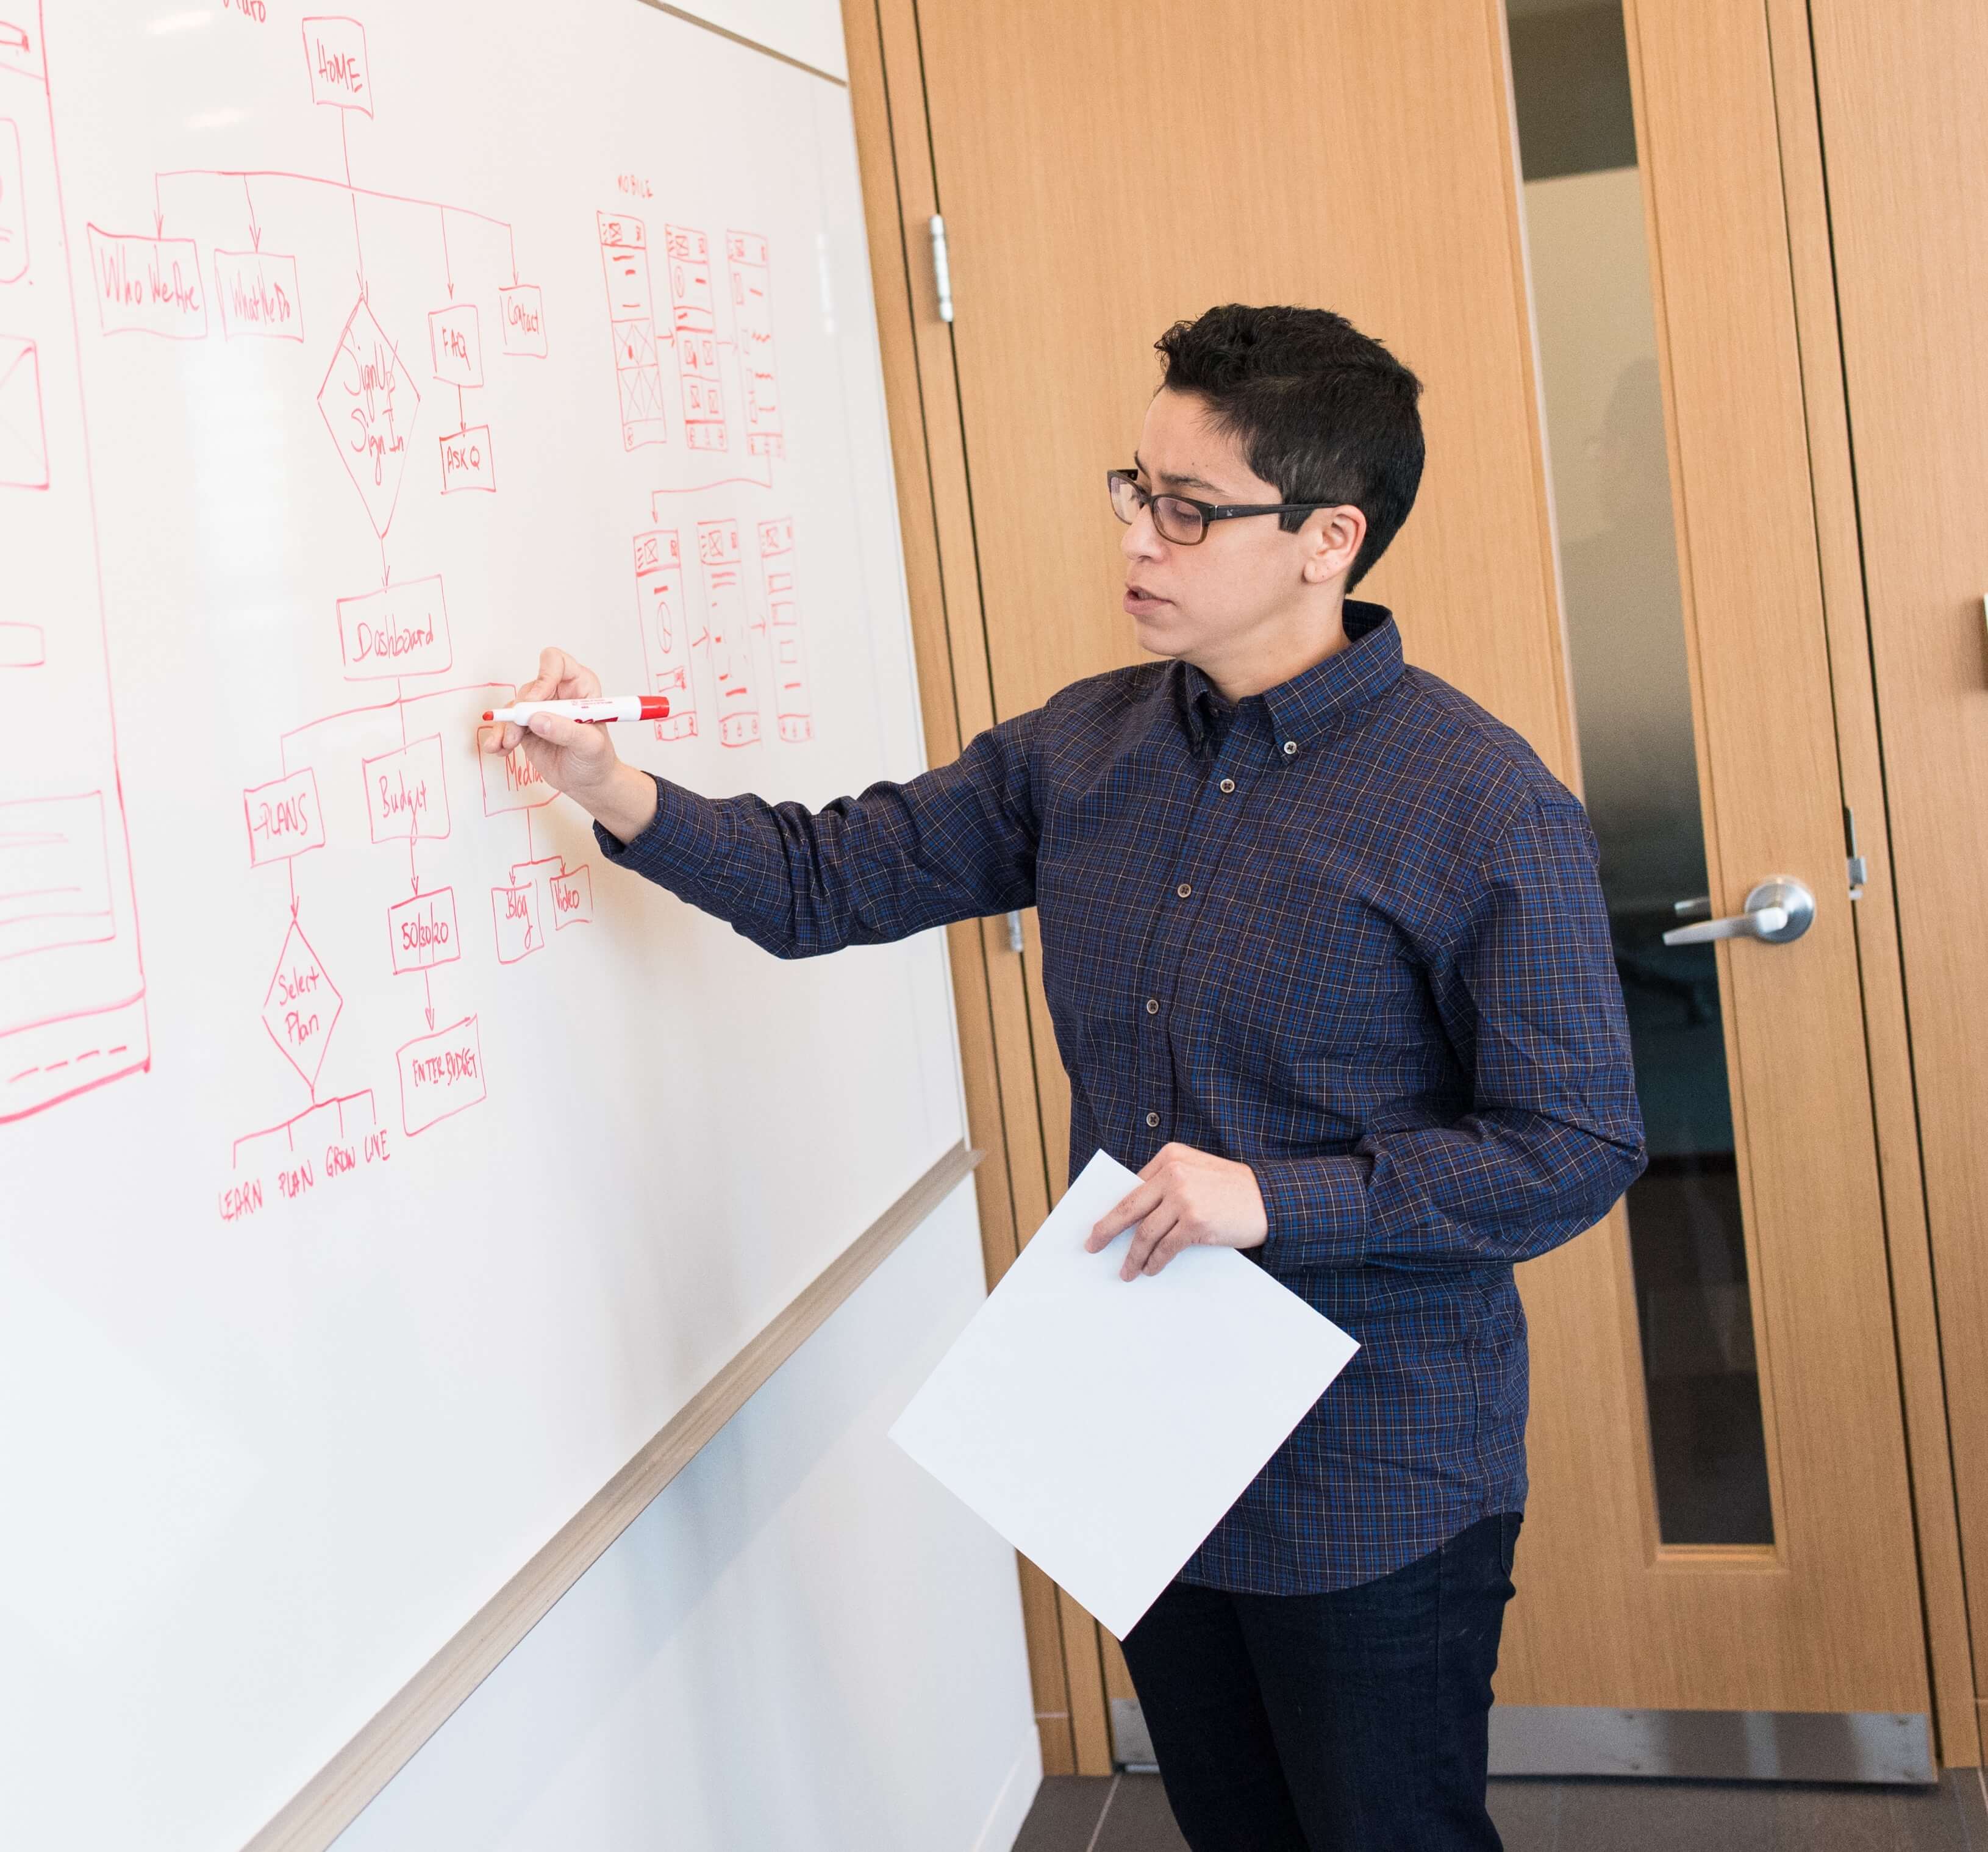 HOME
MOBILE
Who We Are
What We Do
Sign Up
Sign In
FAQ
Contact
ASK Q
Dashboard
PLANS
Budget
Media
50/30/20
Blog
Video
Select
Plan
ENTER BUDGET
LEARN PLAN GROW LIVE